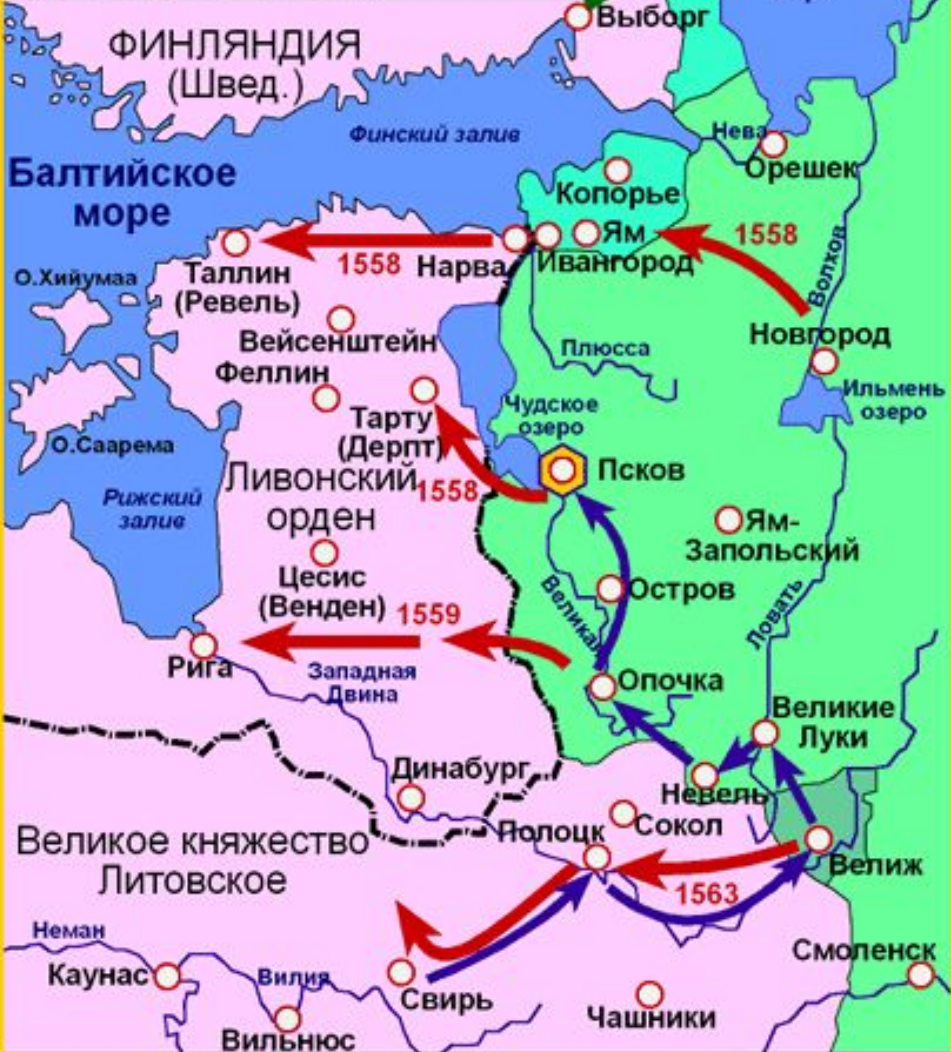 Выборг
ФИНЛЯНДИЯ
(Швед.)
Финский залив
Нева
Орешек
Балтийское
море
Копорье
Ям
1558
Волхов
1558
Нарва
Ивангород
Таллин
(Ревель)
О.Хийумаа
Вейсенштейн
Новгород
Плюсса
Феллин
Ильмень
озеро
Чудское
озеро
Тарту
(Дерпт)
О.Саарема
Псков
Ливонский
орден
1558
Рижский
залив
Ям-
Запольский
Цесис
(Венден)
Остров
Великая
Ловать
1559
Рига
Западная
Двина
Опочка
Великие
Луки
Динабург
Невель
Сокол
Полоцк
Великое княжество
Литовское
Велиж
1563
Неман
Каунас
Вилия
Свирь
Смоленск
Чашники
Вильнюс